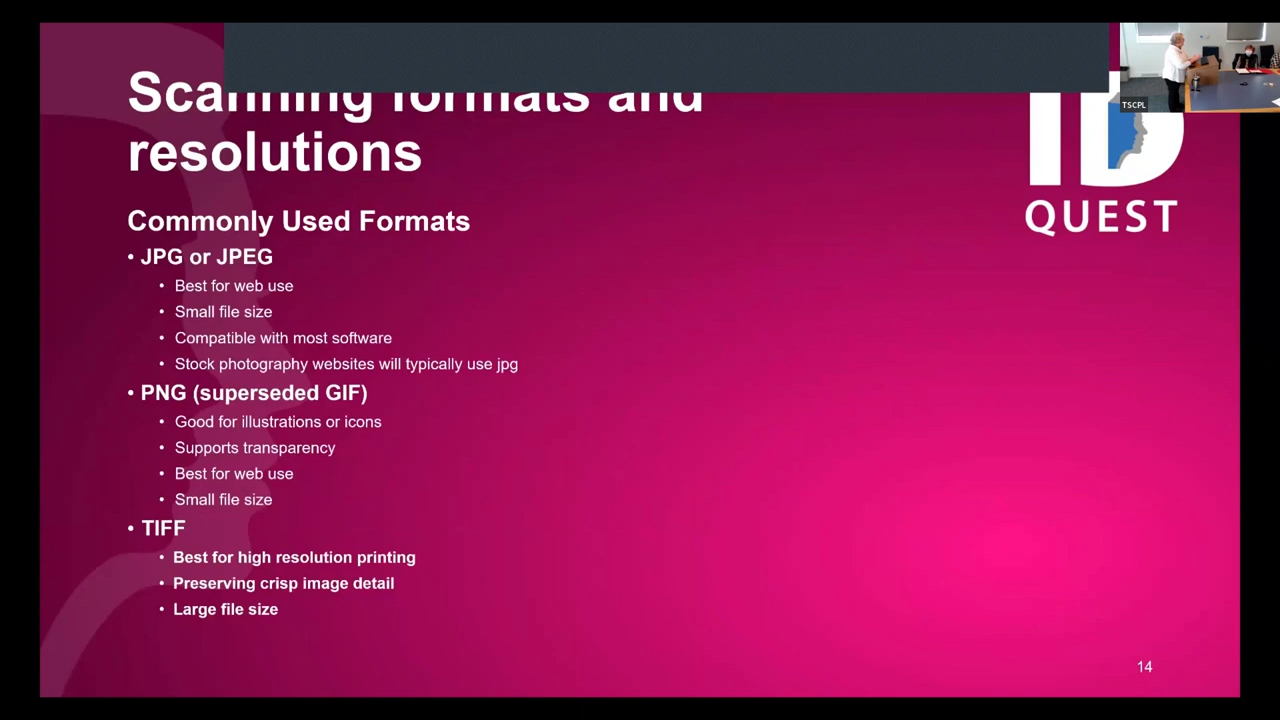 Scanning formats and
resolutions
TSCPL
ID
QUEST
Commonly Used Formats
• JPG or JPEG
• Best for web use
• Small file size
• Compatible with most software
• Stock photography websites will typically use jpg
• PNG (superseded GIF)
• Good for illustrations or icons
• Supports transparency
• Best for web use
• Small file size
• TIFF
• Best for high resolution printing
• Preserving crisp image detail
• Large file size
14